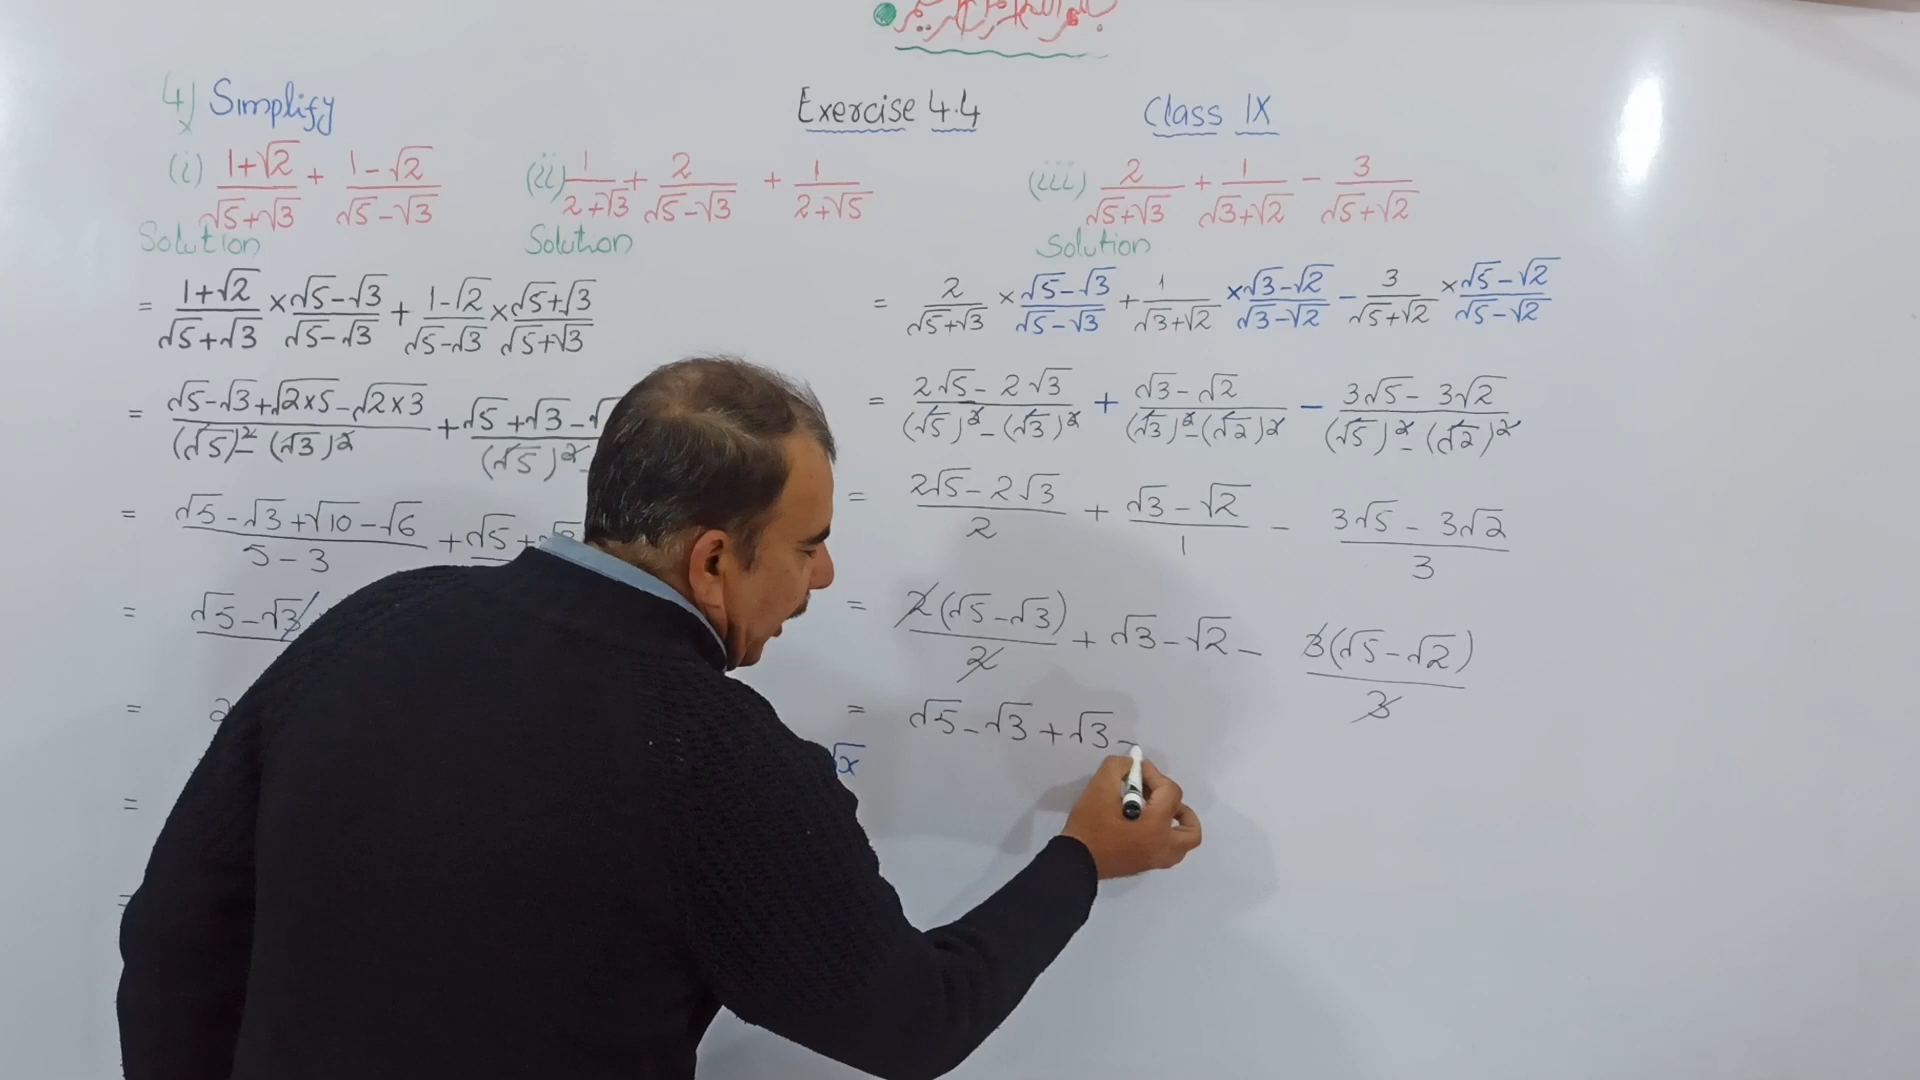 4) Simplify
Exercise 4.4
Class IX
(i) (1+√2)/(√5+√3) + (1-√2)/(√5-√3)
(ii) 1/(2+√3) + 2/(√5-√3) + 1/(2+√5)
(iii) 2/(√5+√3) + 1/(√3+√2) - 3/(√5+√2)
Solution
= (1+√2)/(√5+√3) × (√5-√3)/(√5-√3) + (1-√2)/(√5-√3) × (√5+√3)/(√5+√3)
= (√5-√3+√2×5-√2×3)/((√5)²-(√3)²) + (√5+√3-√
(√5)²-
= (√5-√3+√10-√6)/(5-3) + √5+
= √5-√3
= 2
=
=
Solution
√x
Solution
= 2/(√5+√3) × (√5-√3)/(√5-√3) + 1/(√3+√2) × (√3-√2)/(√3-√2) - 3/(√5+√2) × (√5-√2)/(√5-√2)
= (2√5-2√3)/((√5)²-(√3)²) + (√3-√2)/((√3)²-(√2)²) - (3√5-3√2)/((√5)²-(√2)²)
= (2√5-2√3)/2 + (√3-√2)/1 - (3√5-3√2)/3
= 2(√5-√3)/2 + √3-√2 - 3(√5-√2)/3
= √5-√3+√3-